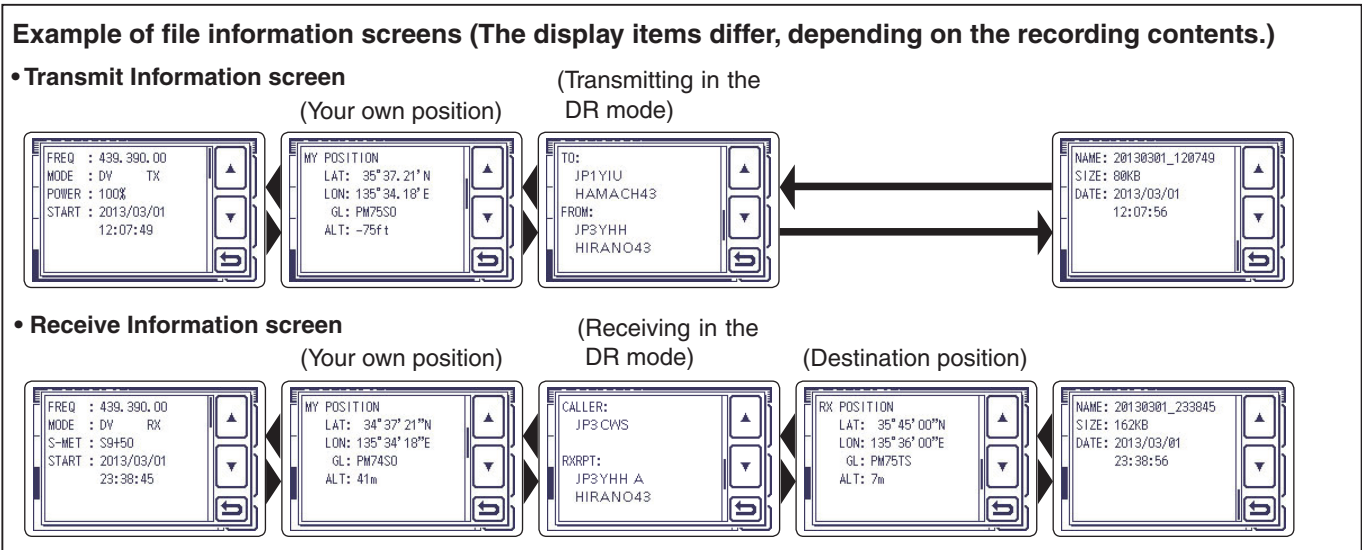 Example of file information screens (The display items differ, depending on the recording contents.)
• Transmit Information screen
(Your own position)
(Transmitting in the
DR mode)
FREQ : 439.390.00
MODE : DV TX
POWER : 100%
START : 2013/03/01
12:07:49
MY POSITION
LAT: 35°37.21'N
LON: 135°34.18'E
GL: PM75SO
ALT: -75ft
TO:
JP1YIU
HAMACH43
FROM:
JP3YHH
HIRANO43
NAME: 20130301_120749
SIZE: 80KB
DATE: 2013/03/01
12:07:56
• Receive Information screen
(Your own position)
(Receiving in the
DR mode)
(Destination position)
FREQ : 439.390.00
MODE : DV RX
S-MET : S9+50
START : 2013/03/01
23:38:45
MY POSITION
LAT: 34°37'21"N
LON: 135°34'18"E
GL: PM74SO
ALT: 41m
CALLER:
JP3CWS
RXRPT:
JP3YHH A
HIRANO43
RX POSITION
LAT: 35°45'00"N
LON: 135°36'00"E
GL: PM75TS
ALT: 7m
NAME: 20130301_233845
SIZE: 162KB
DATE: 2013/03/01
23:38:56